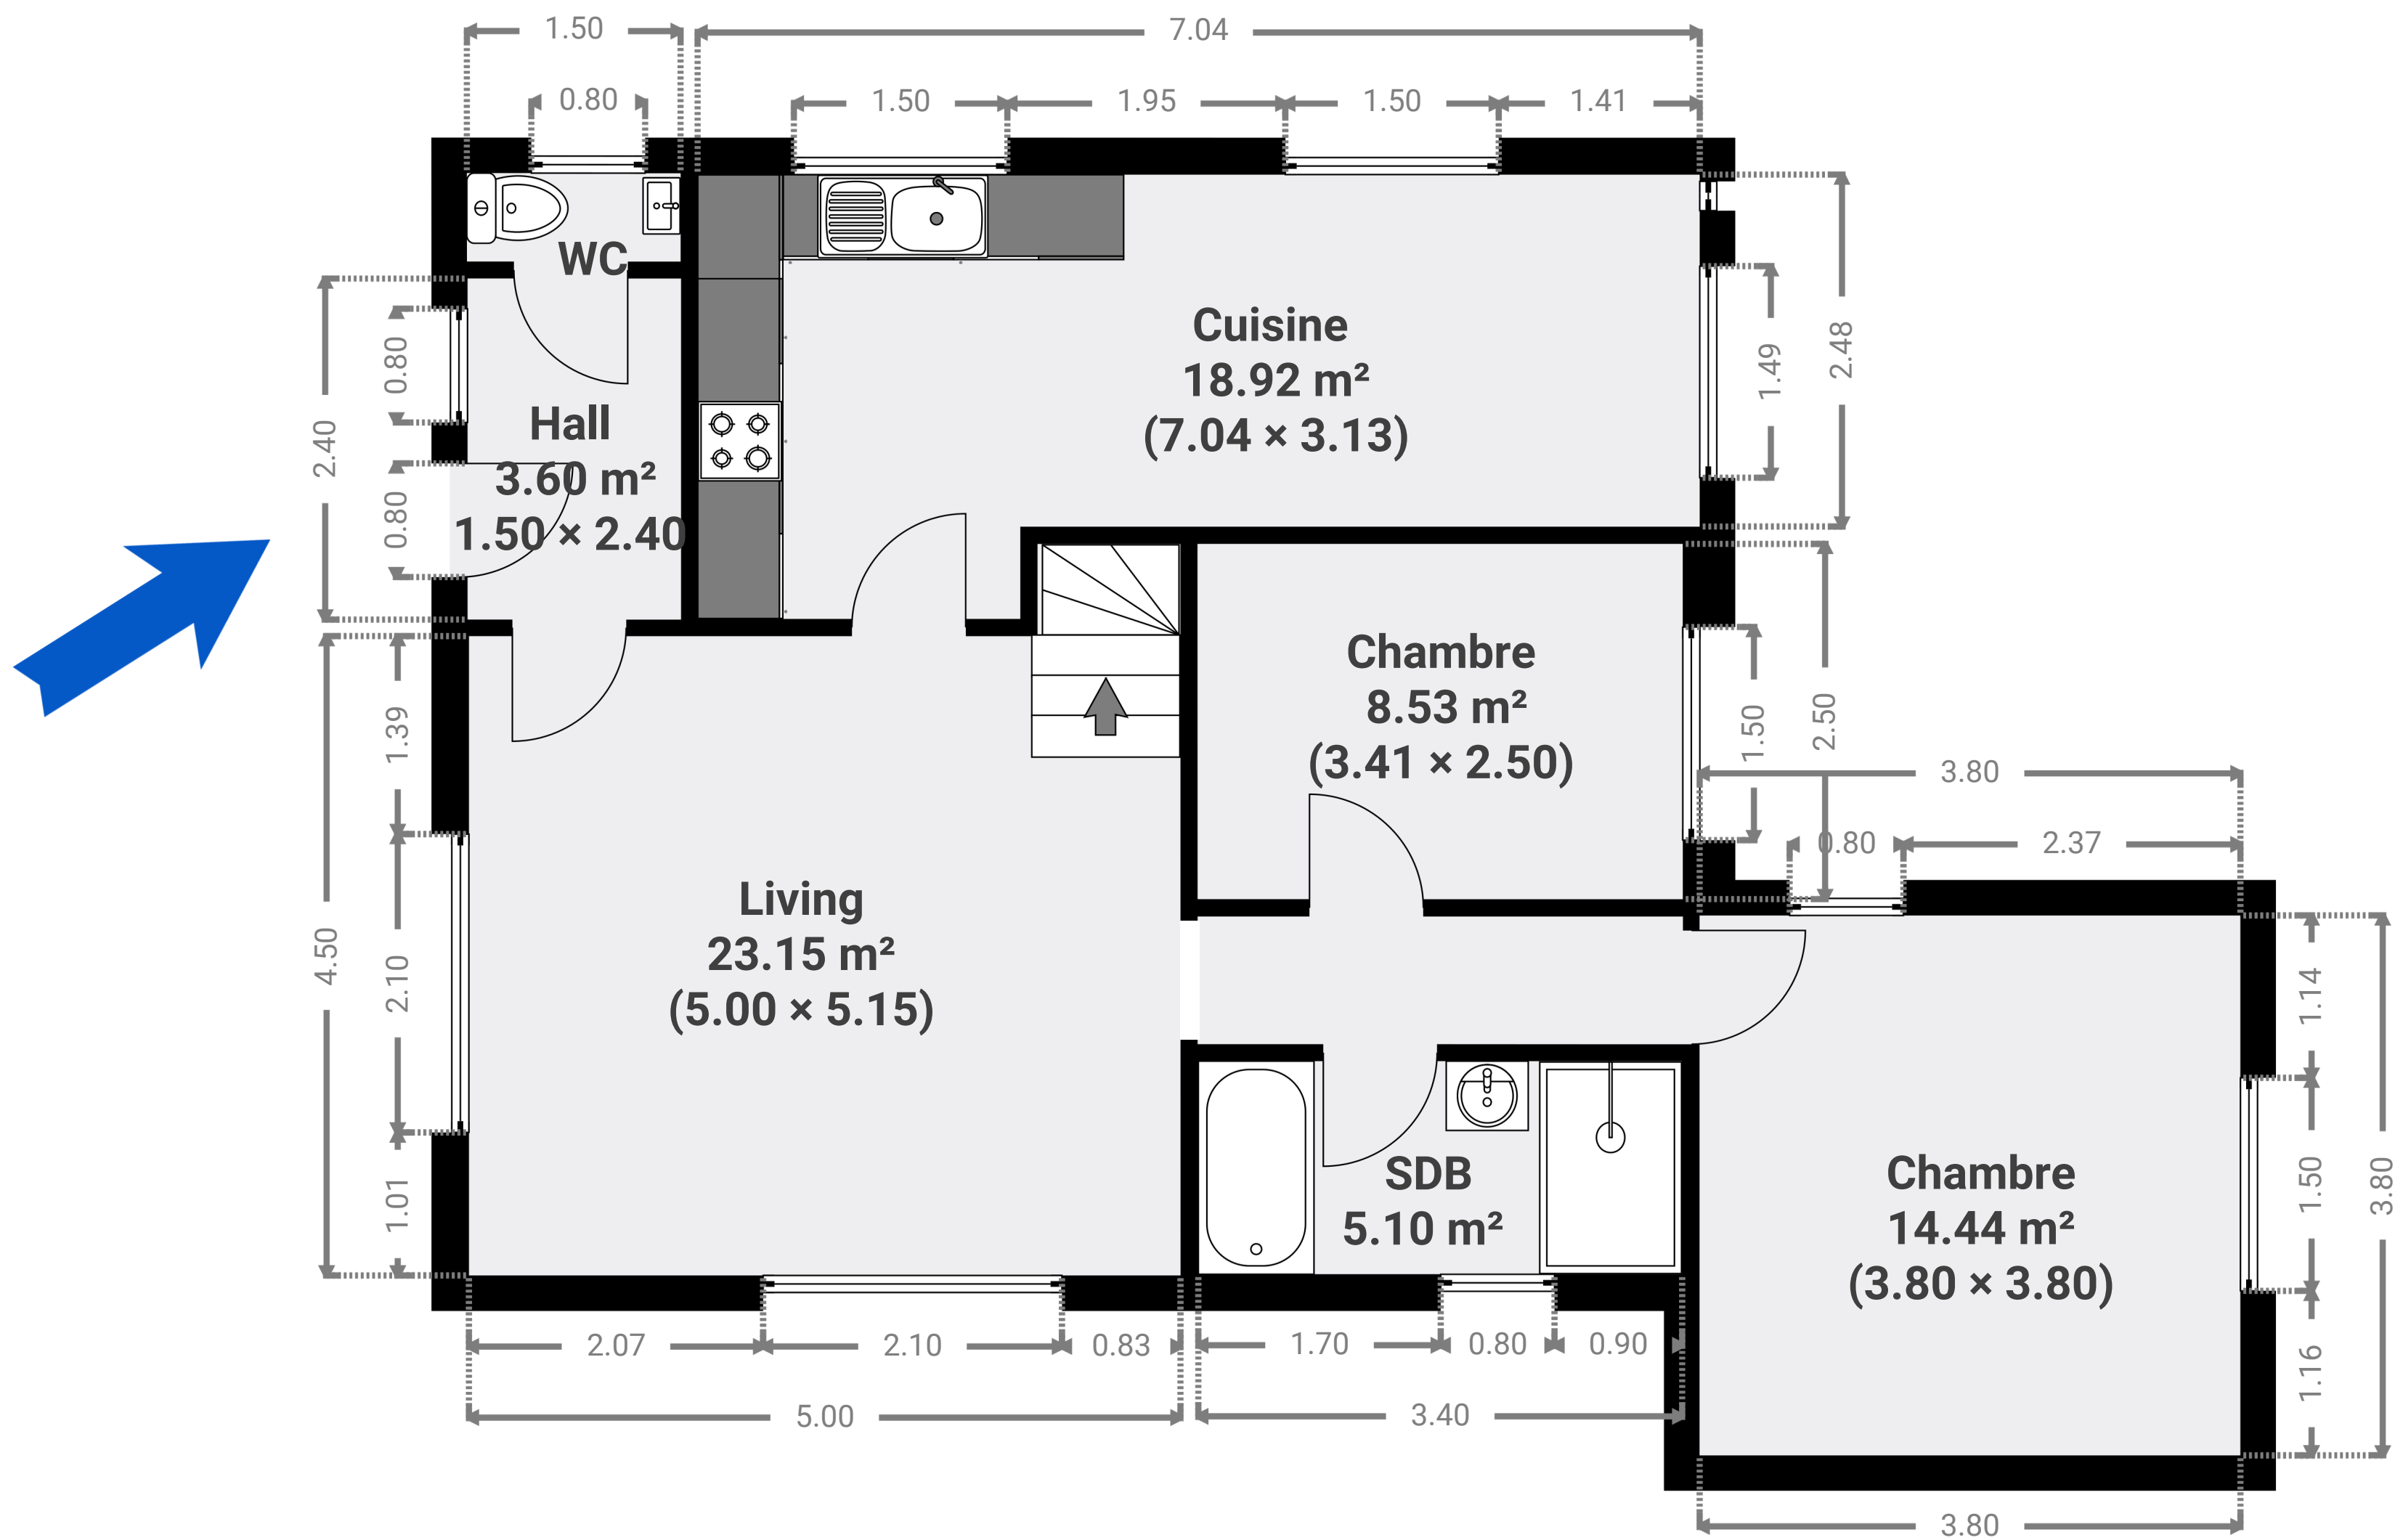 1.50
7.04
0.80
1.50
1.95
1.50
1.41
WC
2.40
0.80
0.80
Hall
3.60 m²
1.50 × 2.40
Cuisine
18.92 m²
(7.04 × 3.13)
1.49
2.48
Chambre
8.53 m²
(3.41 × 2.50)
1.50
2.50
3.80
0.80
2.37
4.50
1.39
2.10
1.01
Living
23.15 m²
(5.00 × 5.15)
SDB
5.10 m²
Chambre
14.44 m²
(3.80 × 3.80)
1.14
1.50
1.16
3.80
2.07
2.10
0.83
1.70
0.80
0.90
5.00
3.40
3.80